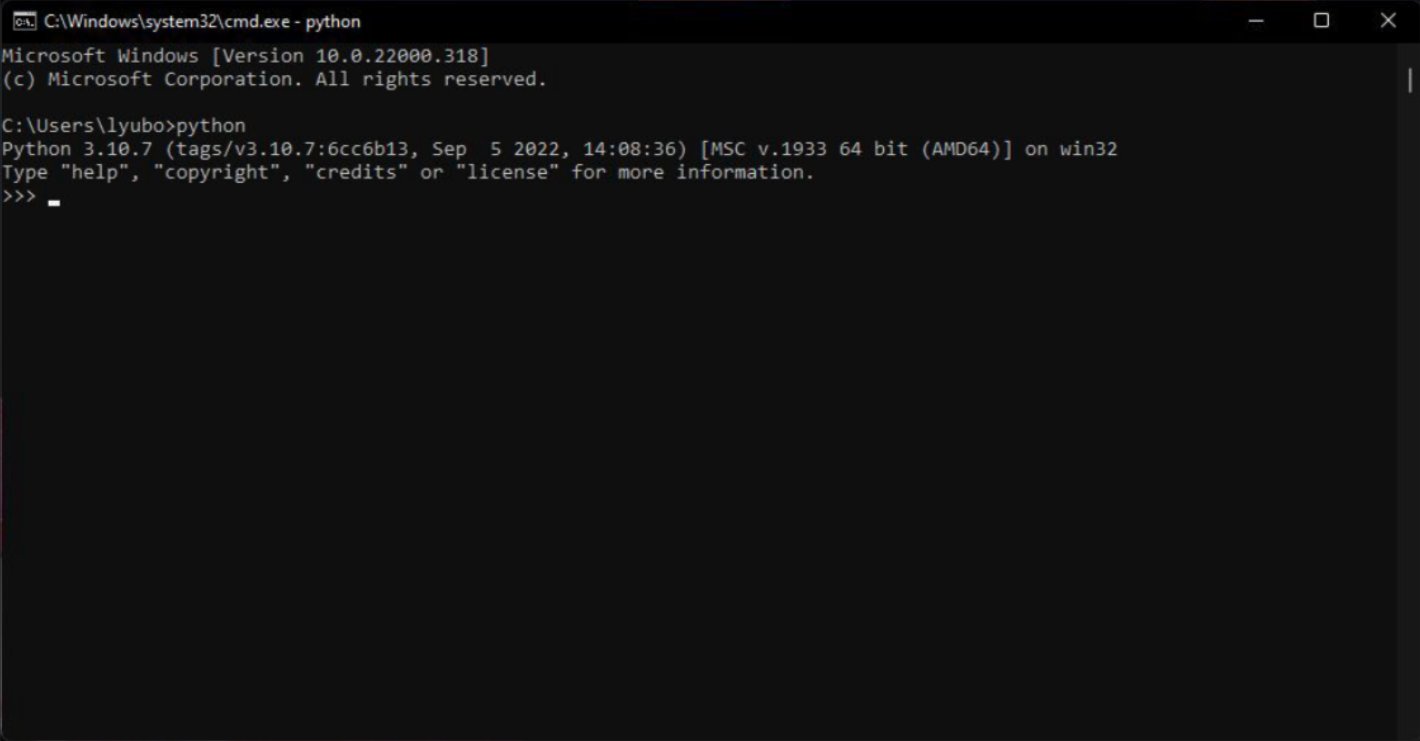 C:\Windows\system32\cmd.exe - python
Microsoft Windows [Version 10.0.22000.318]
(c) Microsoft Corporation. All rights reserved.
C:\Users\lyubo>python
Python 3.10.7 (tags/v3.10.7:6cc6b13, Sep  5 2022, 14:08:36) [MSC v.1933 64 bit (AMD64)] on win32
Type "help", "copyright", "credits" or "license" for more information.
>>>